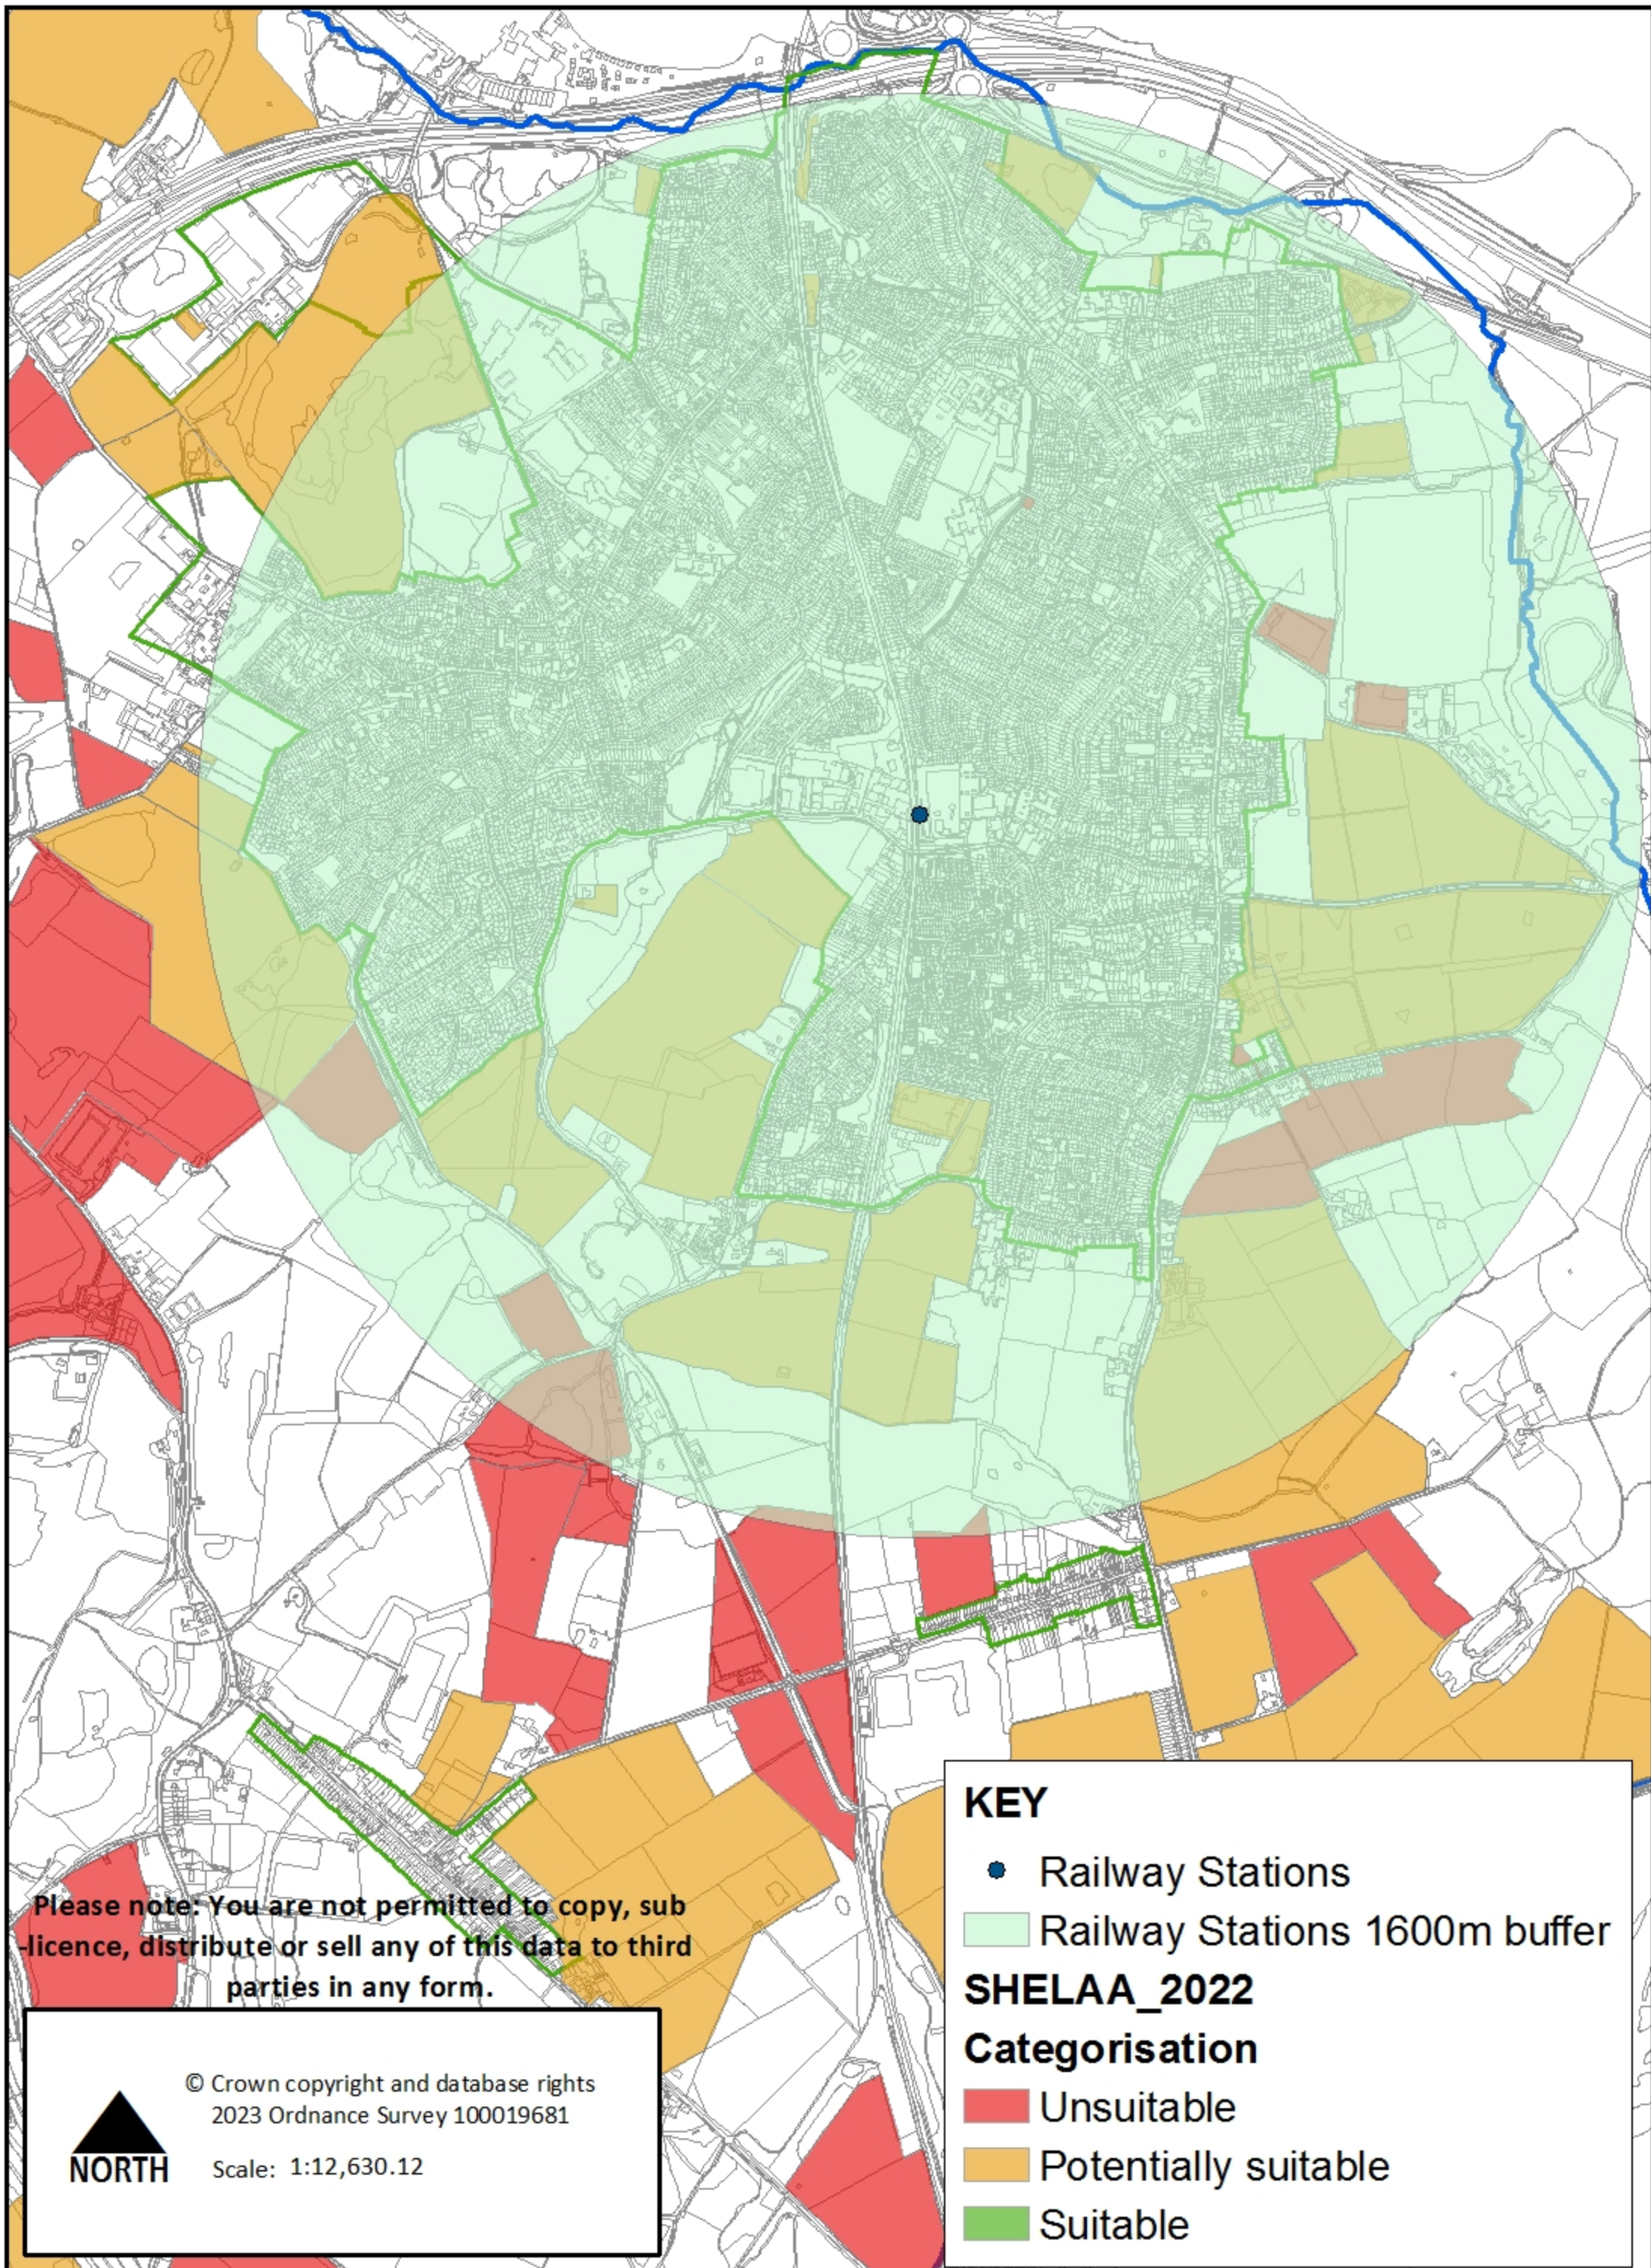 KEY
Railway Stations
Railway Stations 1600m buffer
SHELAA_2022
Categorisation
Unsuitable
Potentially suitable
Suitable
Please note: You are not permitted to copy, sub
-licence, distribute or sell any of this data to third
parties in any form.
© Crown copyright and database rights
2023 Ordnance Survey 100019681
NORTH
Scale: 1:12,630.12